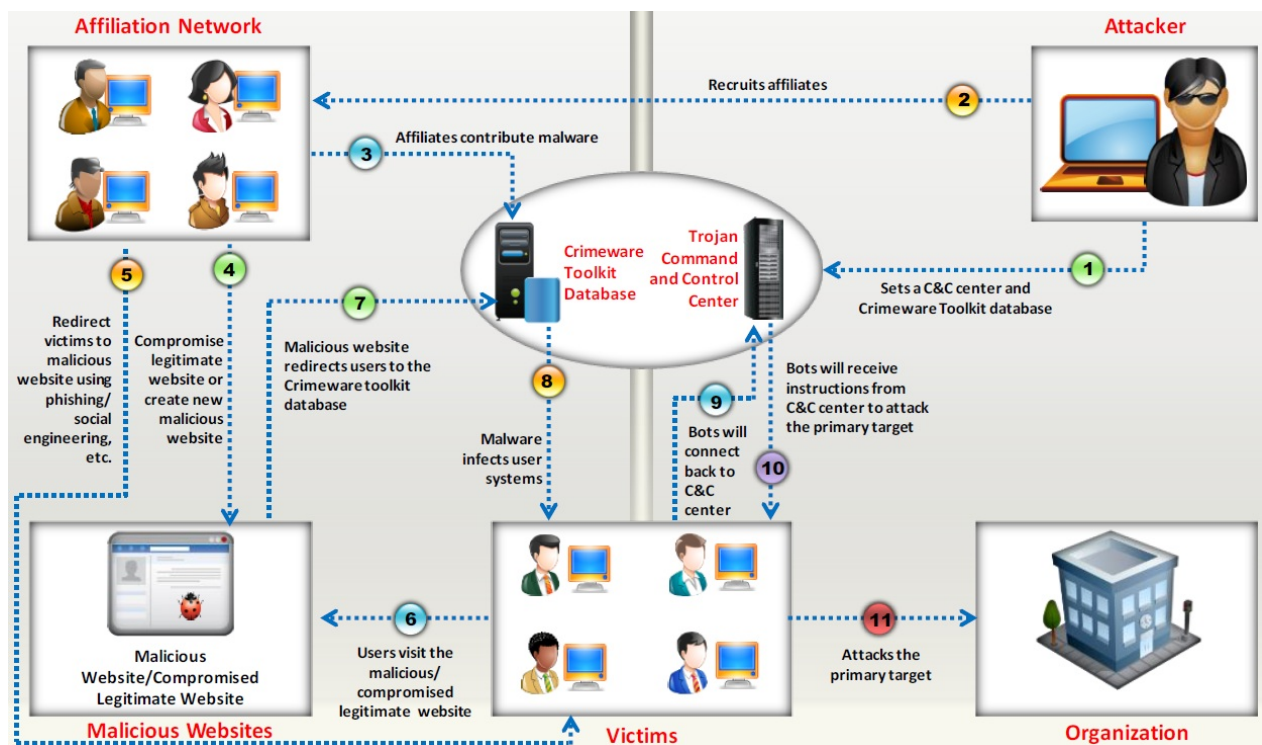 Affiliation Network
Attacker
Recruits affiliates
2
3
Affiliates contribute malware
Crimeware
Toolkit
Database
Trojan
Command
and Control
Center
1
Sets a C&C center and
Crimeware Toolkit database
5
4
Redirect
victims to
malicious
website using
phishing/
social
engineering,
etc.
Compromise
legitimate
website or
create new
malicious
website
7
Malicious website
redirects users to the
Crimeware toolkit
database
8
Malware
infects user
systems
9
Bots will
connect
back to
C&C
center
Bots will receive
instructions from
C&C center to attack
the primary target
10
Malicious
Website/Compromised
Legitimate Website
Malicious Websites
6
Users visit the
malicious/
compromised
legitimate website
Victims
11
Attacks the
primary target
Organization